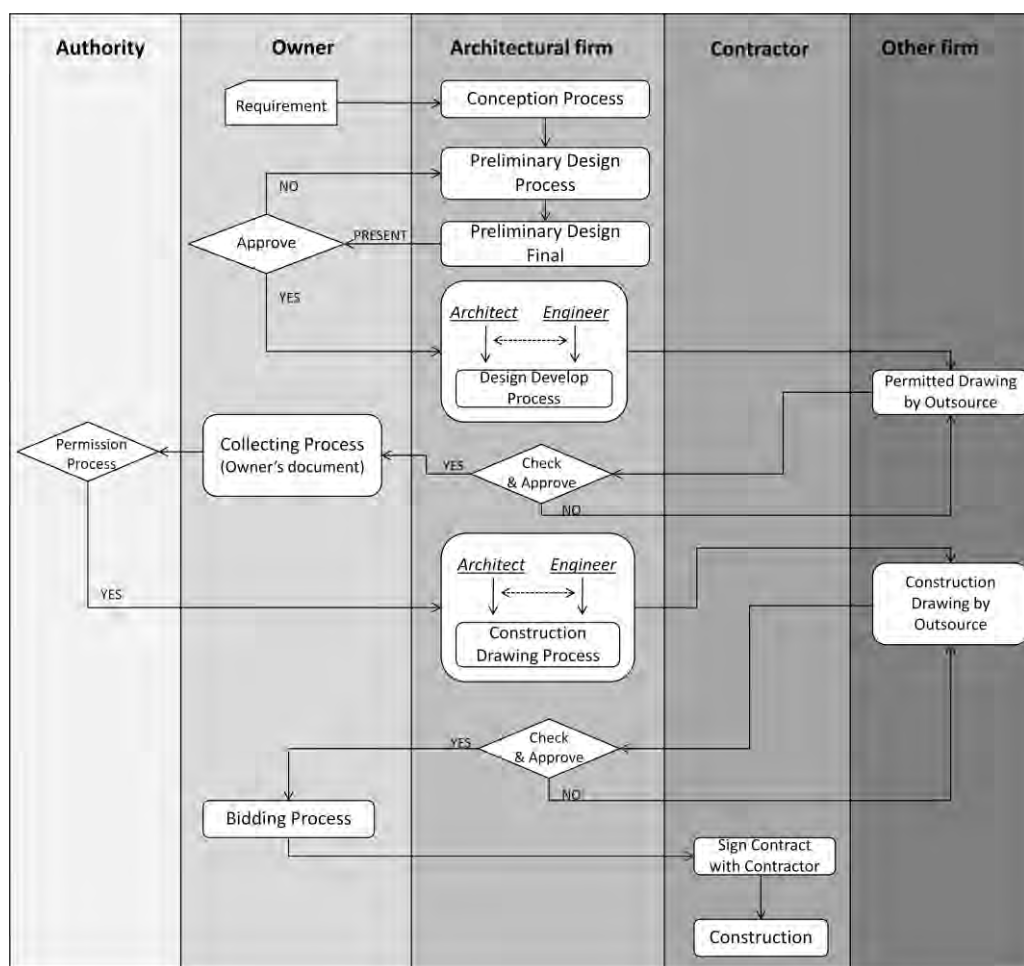 Authority
Owner
Architectural firm
Contractor
Other firm
Requirement
Conception Process
Preliminary Design
Process
NO
Approve
PRESENT
Preliminary Design
Final
YES
Architect
Engineer
Design Develop
Process
Permitted Drawing
by Outsource
Permission
Process
Collecting Process
(Owner's document)
YES
Check
& Approve
NO
Architect
Engineer
YES
Construction
Drawing Process
Construction
Drawing by
Outsource
YES
Check
& Approve
NO
Bidding Process
Sign Contract
with Contractor
Construction